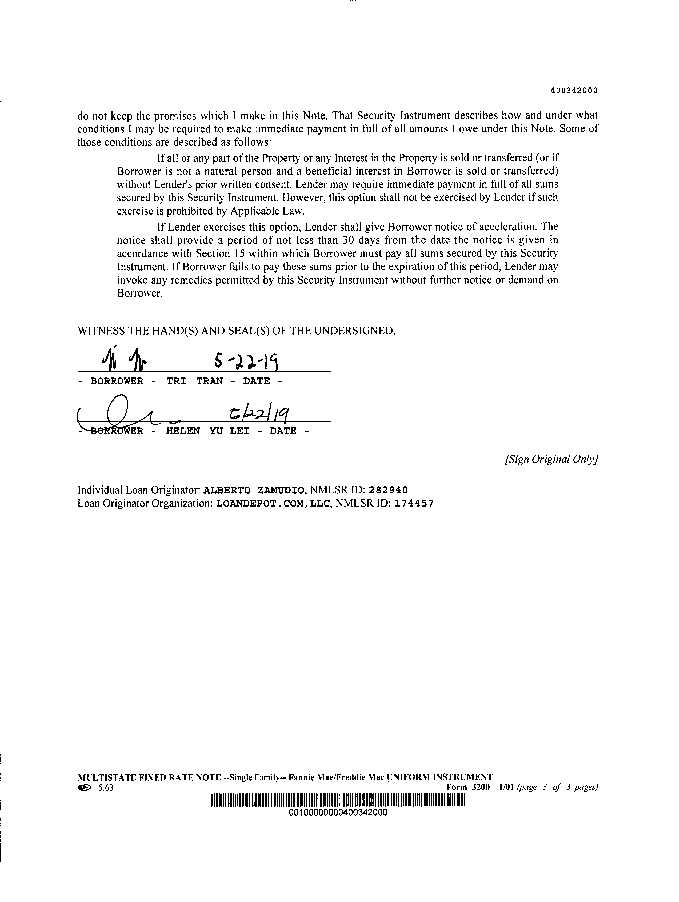 400342000
do not keep the promises which I make in this Note. That Security Instrument describes how and under what
conditions I may be required to make immediate payment in full of all amounts I owe under this Note. Some of
those conditions are described as follows:
If all or any part of the Property or any Interest in the Property is sold or transferred (or if
Borrower is not a natural person and a beneficial interest in Borrower is sold or transferred)
without Lender's prior written consent, Lender may require immediate payment in full of all sums
secured by this Security Instrument. However, this option shall not be exercised by Lender if such
exercise is prohibited by Applicable Law.
If Lender exercises this option, Lender shall give Borrower notice of acceleration. The
notice shall provide a period of not less than 30 days from the date the notice is given in
accordance with Section 15 within which Borrower must pay all sums secured by this Security
Instrument. If Borrower fails to pay these sums prior to the expiration of this period, Lender may
invoke any remedies permitted by this Security Instrument without further notice or demand on
Borrower.
WITNESS THE HAND(S) AND SEAL(S) OF THE UNDERSIGNED.
5-22-19
- BORROWER - TRI TRAN - DATE -
5/22/19
- BORROWER - HELEN YU LEI - DATE -
[Sign Original Only]
Individual Loan Originator: ALBERTO ZAMUDIO, NMLSR ID: 282940
Loan Originator Organization: LOANDEPOT.COM, LLC, NMLSR ID: 174457
MULTISTATE FIXED RATE NOTE --Single Family-- Fannie Mae/Freddie Mac UNIFORM INSTRUMENT
5.63 Form 3200 1/01 (page 3 of 3 pages)
00100000000400342000